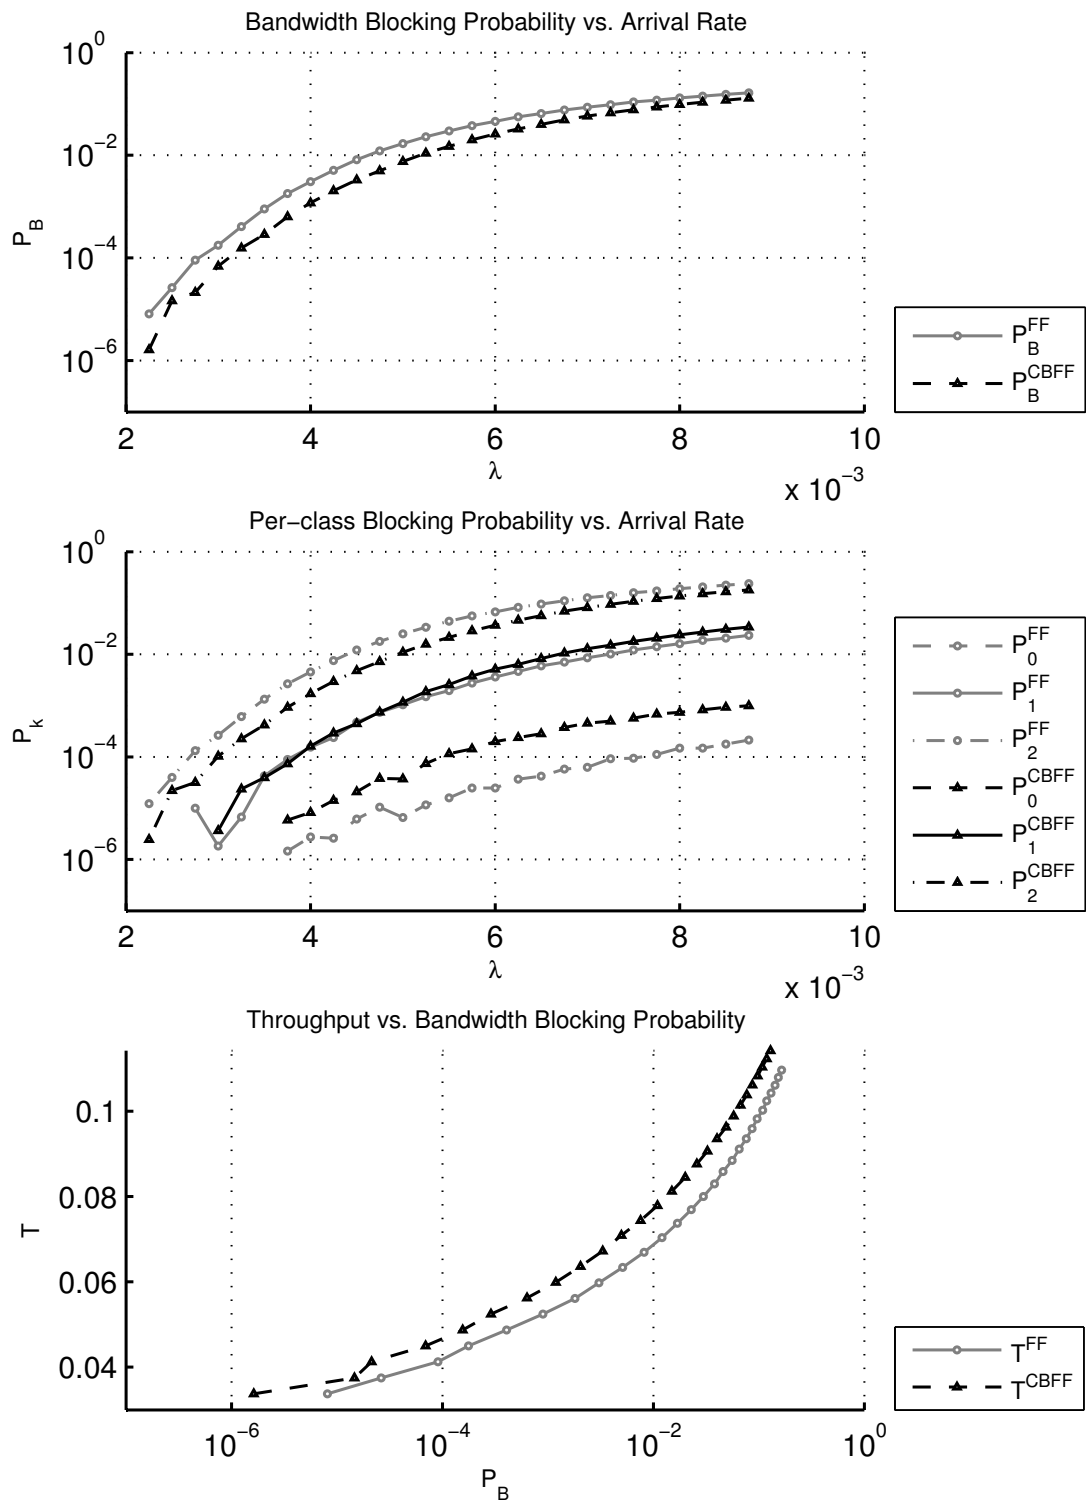 Bandwidth Blocking Probability vs. Arrival Rate
10^0
10^−2
10^−4
10^−6
P_B
2 4 6 8 10
λ
x 10^−3
P_B^FF
P_B^CBFF
Per−class Blocking Probability vs. Arrival Rate
10^0
10^−2
10^−4
10^−6
P_k
2 4 6 8 10
λ
x 10^−3
P_0^FF
P_1^FF
P_2^FF
P_0^CBFF
P_1^CBFF
P_2^CBFF
Throughput vs. Bandwidth Blocking Probability
0.1
0.08
0.06
0.04
T
10^−6 10^−4 10^−2 10^0
P_B
T^FF
T^CBFF